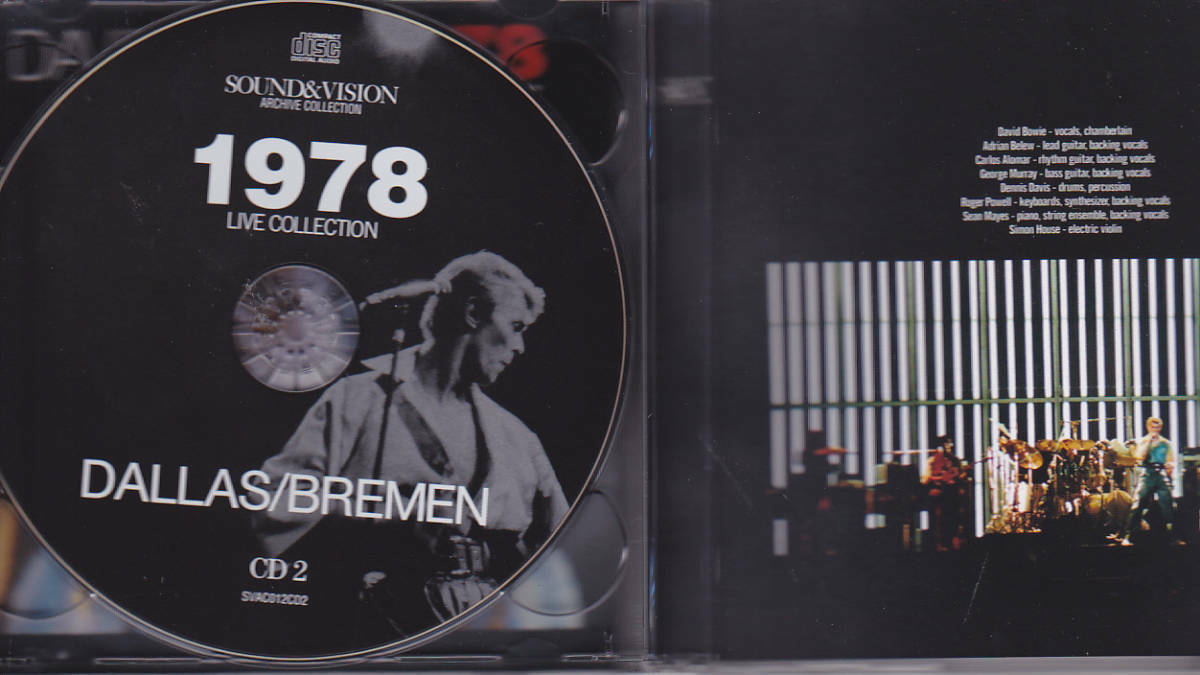 COMPACT
disc
DIGITAL AUDIO
SOUND&VISION
ARCHIVE COLLECTION
1978
LIVE COLLECTION
DALLAS/BREMEN
CD 2
SVAC012CD2
DA
78
David Bowie - vocals, chamberlain
Adrian Belew - lead guitar, backing vocals
Carlos Alomar - rhythm guitar, backing vocals
George Murray - bass guitar, backing vocals
Dennis Davis - drums, percussion
Roger Powell - keyboards, synthesizer, backing vocals
Sean Mayes - piano, string ensemble, backing vocals
Simon House - electric violin